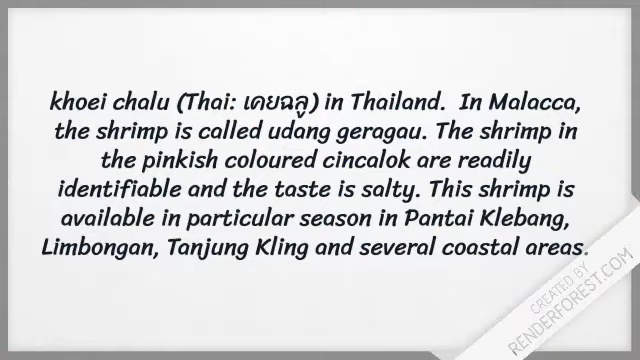 khoei chalu (Thai: เคยฉลู) in Thailand.  In Malacca,
the shrimp is called udang geragau. The shrimp in
the pinkish coloured cincalok are readily
identifiable and the taste is salty. This shrimp is
available in particular season in Pantai Klebang,
Limbongan, Tanjung Kling and several coastal areas.
CREATED BY
RENDERFOREST.COM